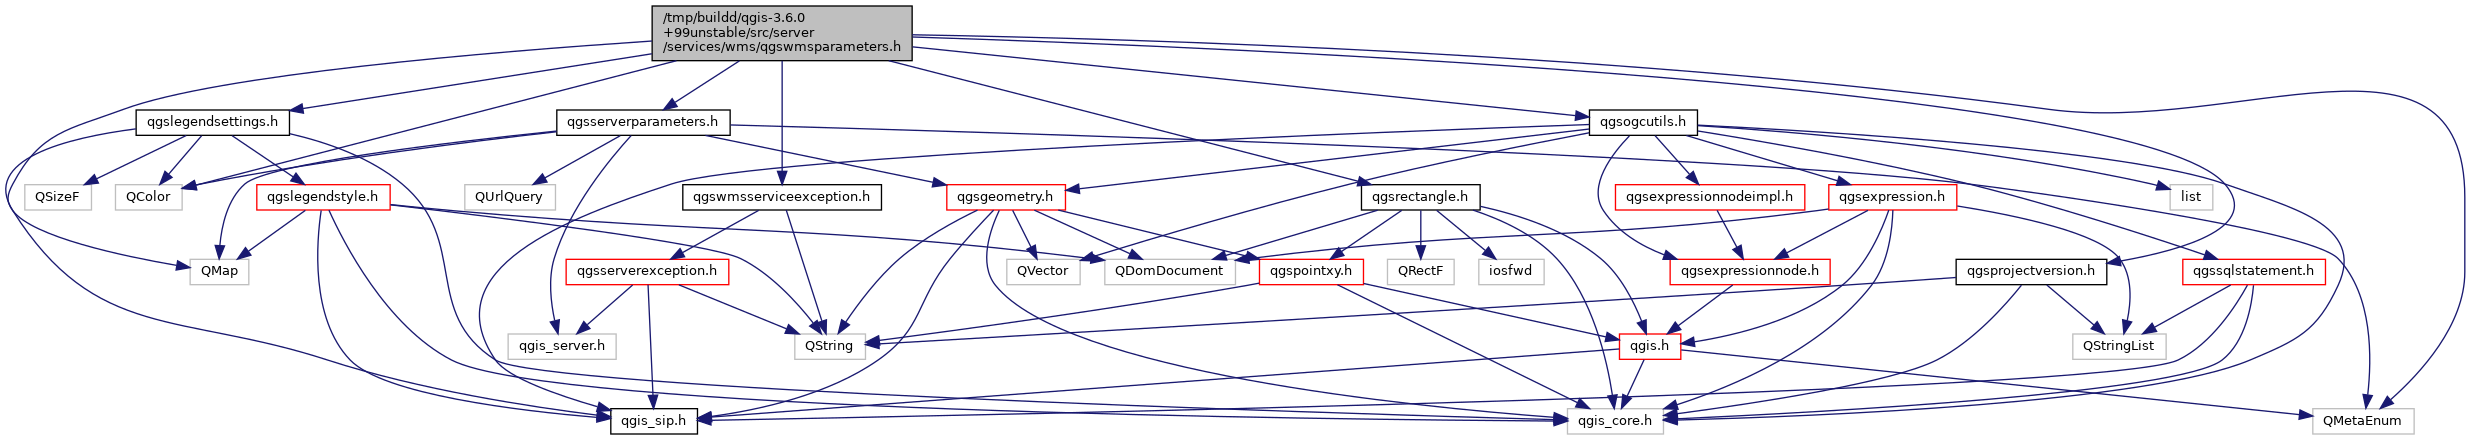 /tmp/buildd/qgis-3.6.0
+99unstable/src/server
/services/wms/qgswmsparameters.h
qgslegendsettings.h
qgsserverparameters.h
qgsogcutils.h
QSizeF
QColor
qgslegendstyle.h
QUrlQuery
qgswmsserviceexception.h
qgsgeometry.h
qgsrectangle.h
qgsexpressionnodeimpl.h
qgsexpression.h
list
QMap
qgsserverexception.h
QVector
QDomDocument
qgspointxy.h
QRectF
iosfwd
qgsexpressionnode.h
qgsprojectversion.h
qgssqlstatement.h
qgis_server.h
QString
qgis.h
QStringList
qgis_sip.h
qgis_core.h
QMetaEnum